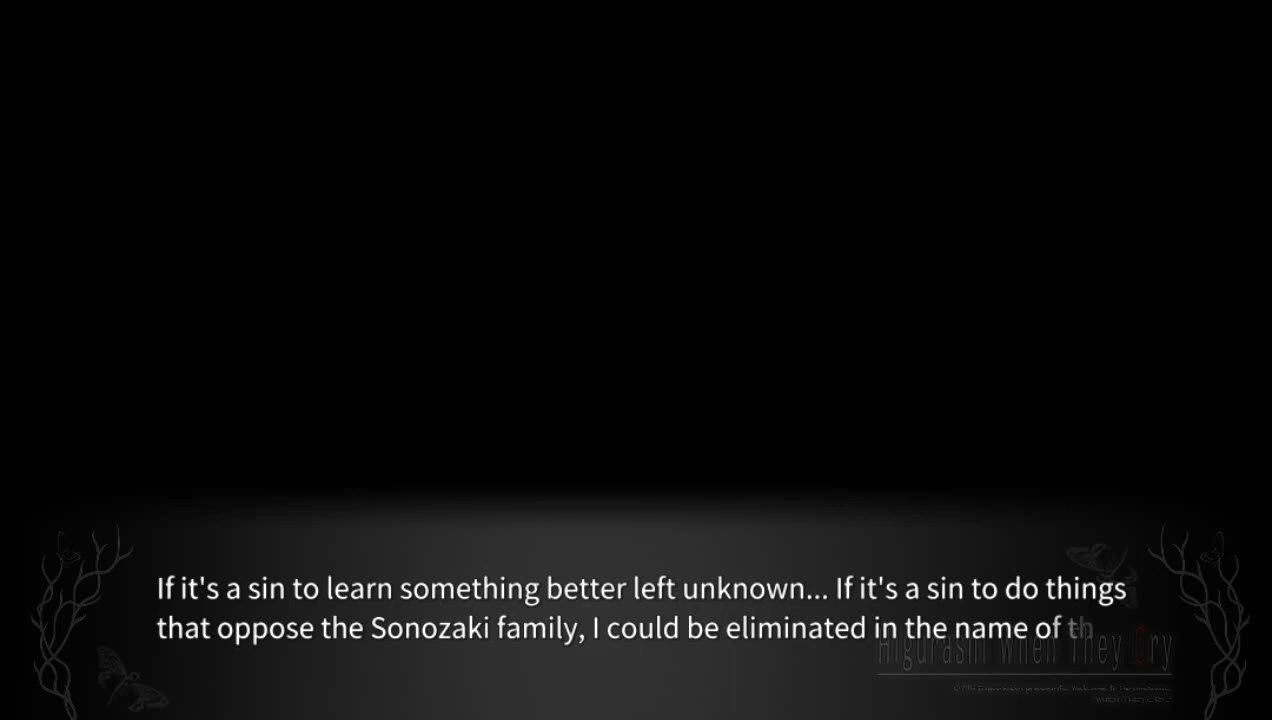 If it's a sin to learn something better left unknown... If it's a sin to do things
that oppose the Sonozaki family, I could be eliminated in the name of th
Higurashi When They Cry